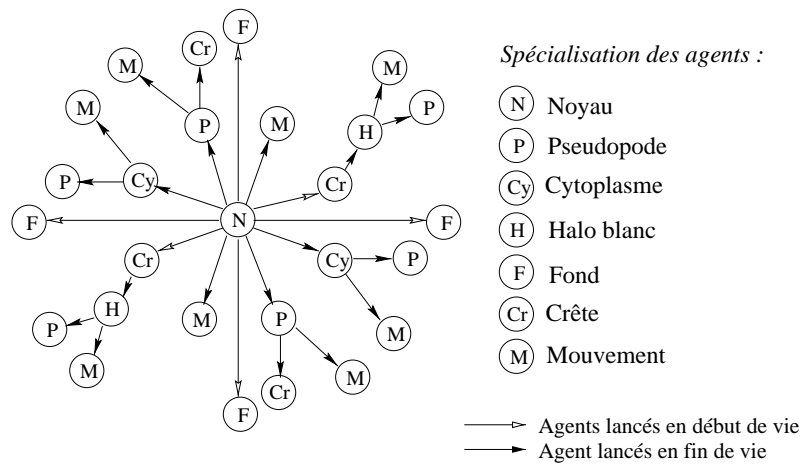 F
Cr
M
M
M
P
M
P
H
P
Cy
Cr
F
N
F
Cr
Cy
P
P
H
M
P
M
M
M
Cr
F
Spécialisation des agents :
N Noyau
P Pseudopode
Cy Cytoplasme
H Halo blanc
F Fond
Cr Crête
M Mouvement
Agents lancés en début de vie
Agent lancés en fin de vie